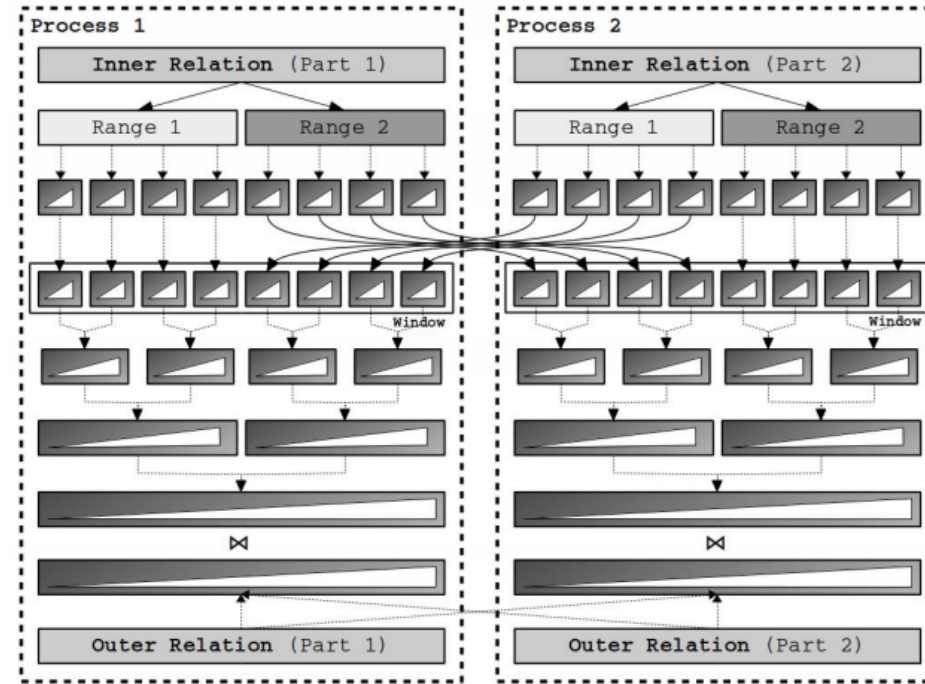 Process 1
Inner Relation (Part 1)
Range 1
Range 2
Window
⋈
Outer Relation (Part 1)
Process 2
Inner Relation (Part 2)
Range 1
Range 2
Window
⋈
Outer Relation (Part 2)